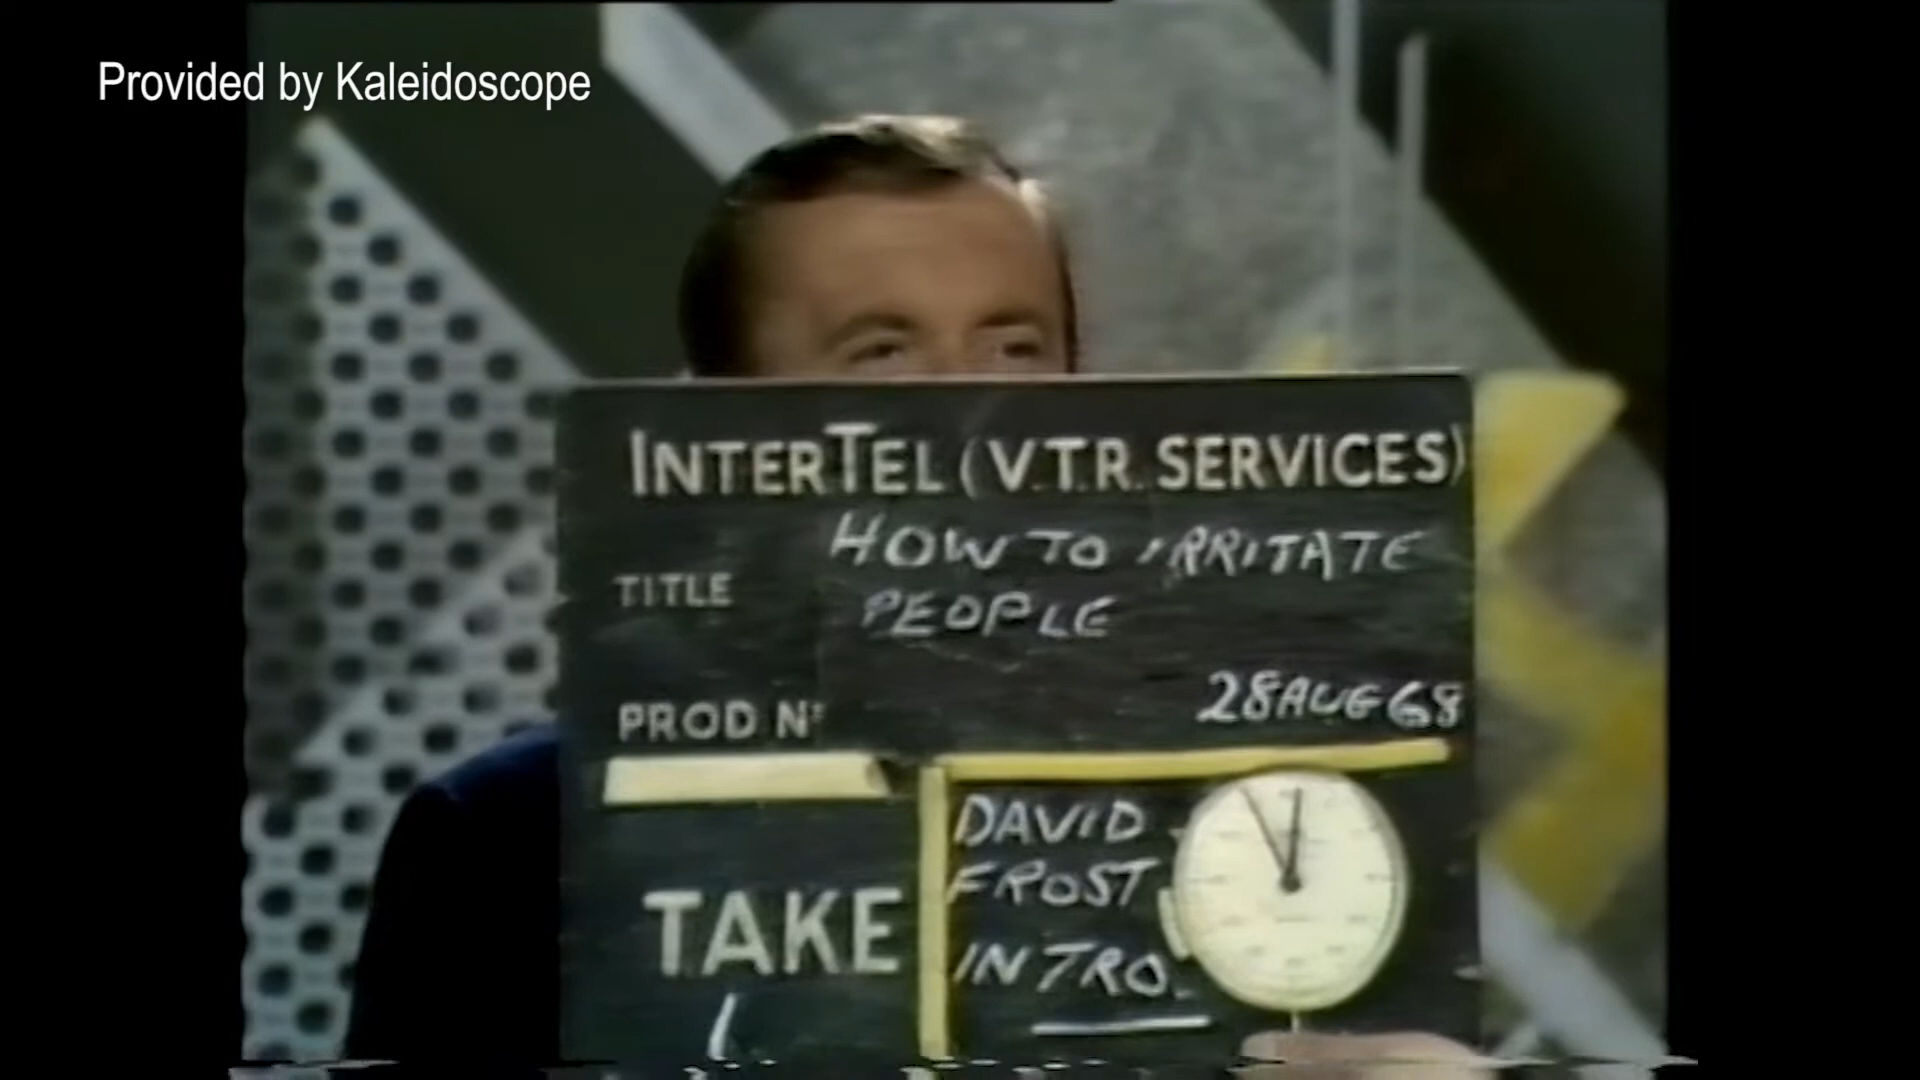 Provided by Kaleidoscope
INTERTEL (V.T.R. SERVICES)
HOW TO IRRITATE
TITLE
PEOPLE
28 AUG 68
PROD Nº
DAVID
FROST
TAKE
INTRO.
1